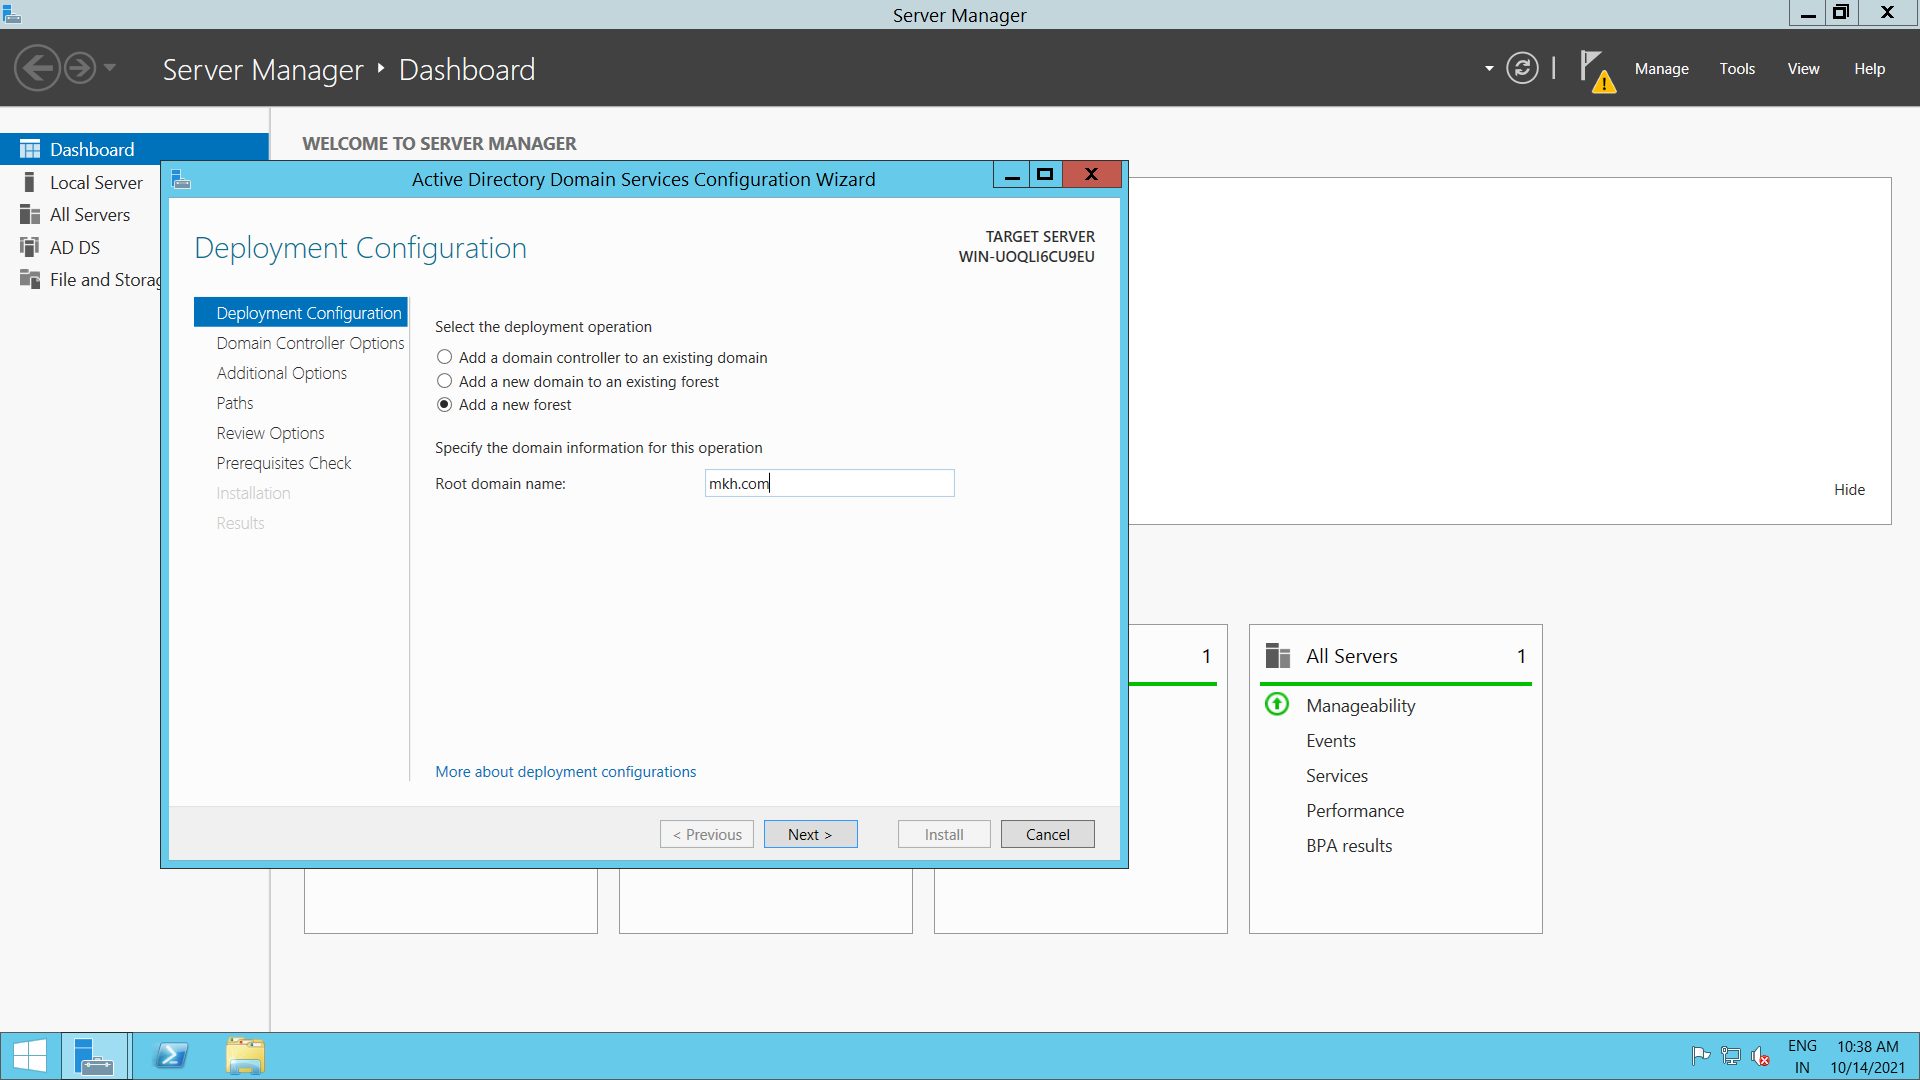 Server Manager
Server Manager ‣ Dashboard
Manage
Tools
View
Help
Dashboard
Local Server
All Servers
AD DS
File and Storag
WELCOME TO SERVER MANAGER
Active Directory Domain Services Configuration Wizard
Deployment Configuration
TARGET SERVER
WIN-UOQLI6CU9EU
Deployment Configuration
Domain Controller Options
Additional Options
Paths
Review Options
Prerequisites Check
Installation
Results
Select the deployment operation
Add a domain controller to an existing domain
Add a new domain to an existing forest
Add a new forest
Specify the domain information for this operation
Root domain name:
mkh.com
More about deployment configurations
< Previous
Next >
Install
Cancel
Hide
1
All Servers
1
Manageability
Events
Services
Performance
BPA results
ENG
IN
10:38 AM
10/14/2021